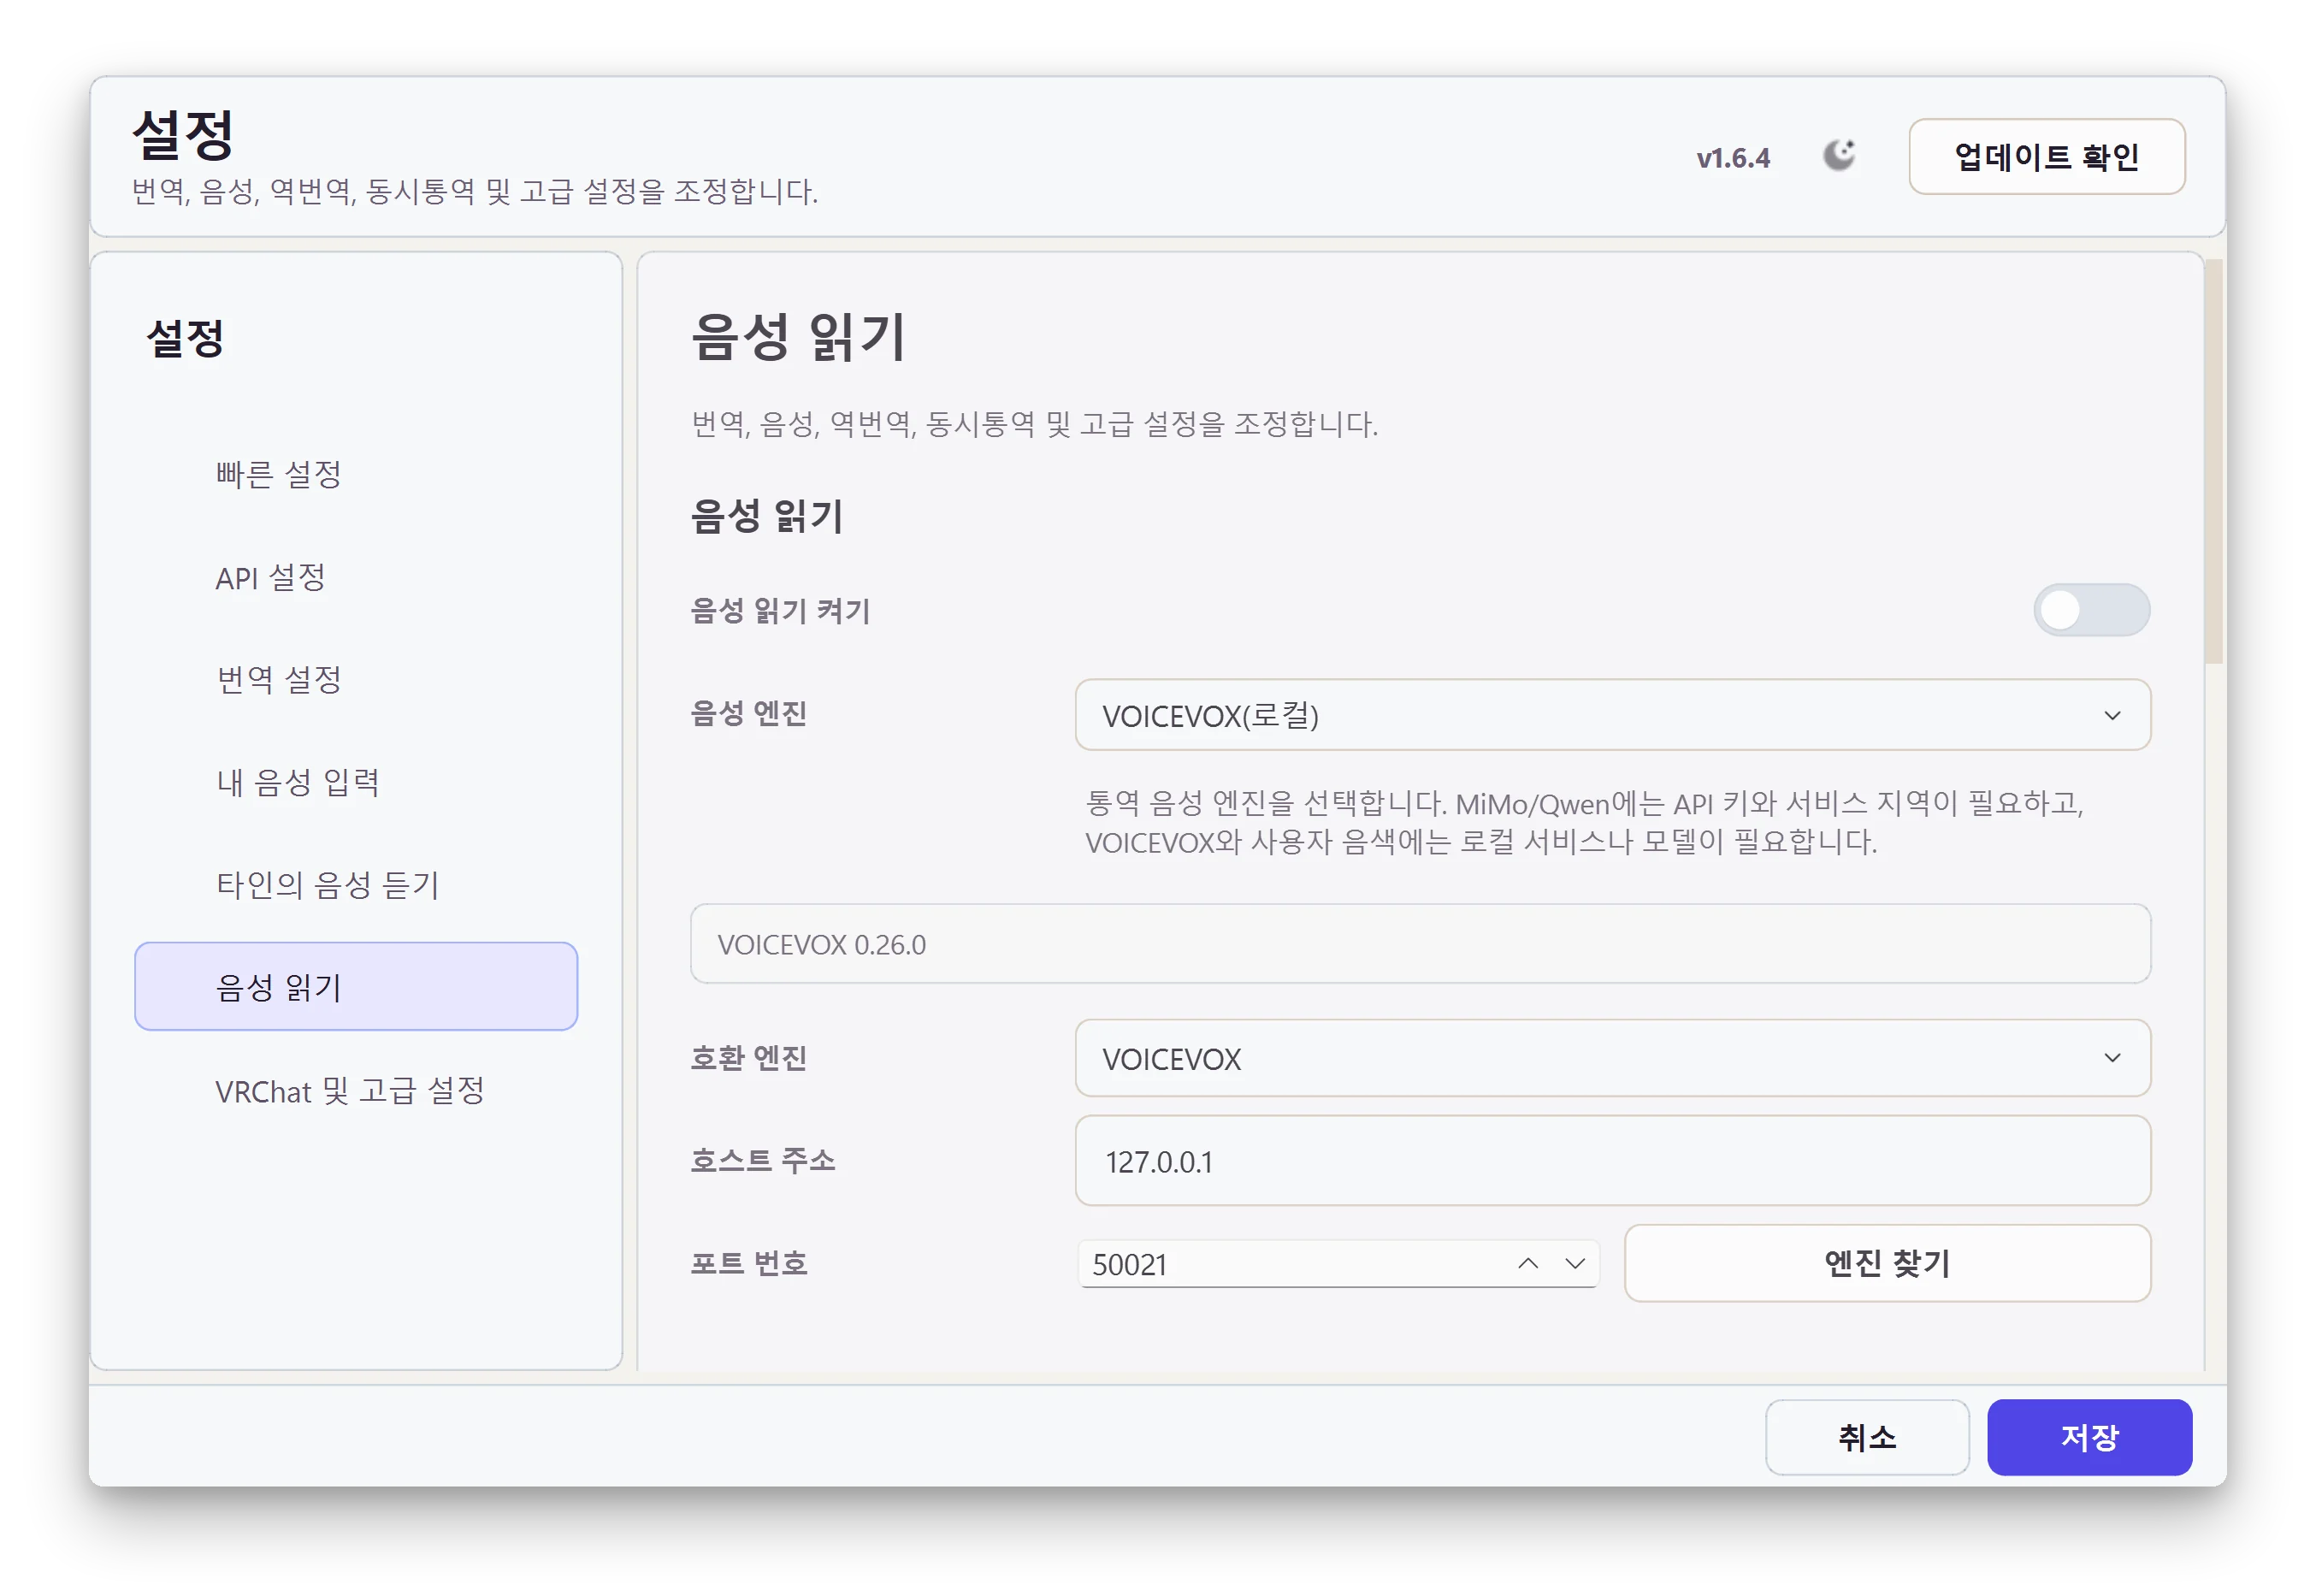 설정
번역, 음성, 역번역, 동시통역 및 고급 설정을 조정합니다.
v1.6.4
업데이트 확인
설정
빠른 설정
API 설정
번역 설정
내 음성 입력
타인의 음성 듣기
음성 읽기
VRChat 및 고급 설정
음성 읽기
번역, 음성, 역번역, 동시통역 및 고급 설정을 조정합니다.
음성 읽기
음성 읽기 켜기
음성 엔진
VOICEVOX(로컬)
통역 음성 엔진을 선택합니다. MiMo/Qwen에는 API 키와 서비스 지역이 필요하고,
VOICEVOX와 사용자 음색에는 로컬 서비스나 모델이 필요합니다.
VOICEVOX 0.26.0
호환 엔진
VOICEVOX
호스트 주소
127.0.0.1
포트 번호
50021
엔진 찾기
취소
저장